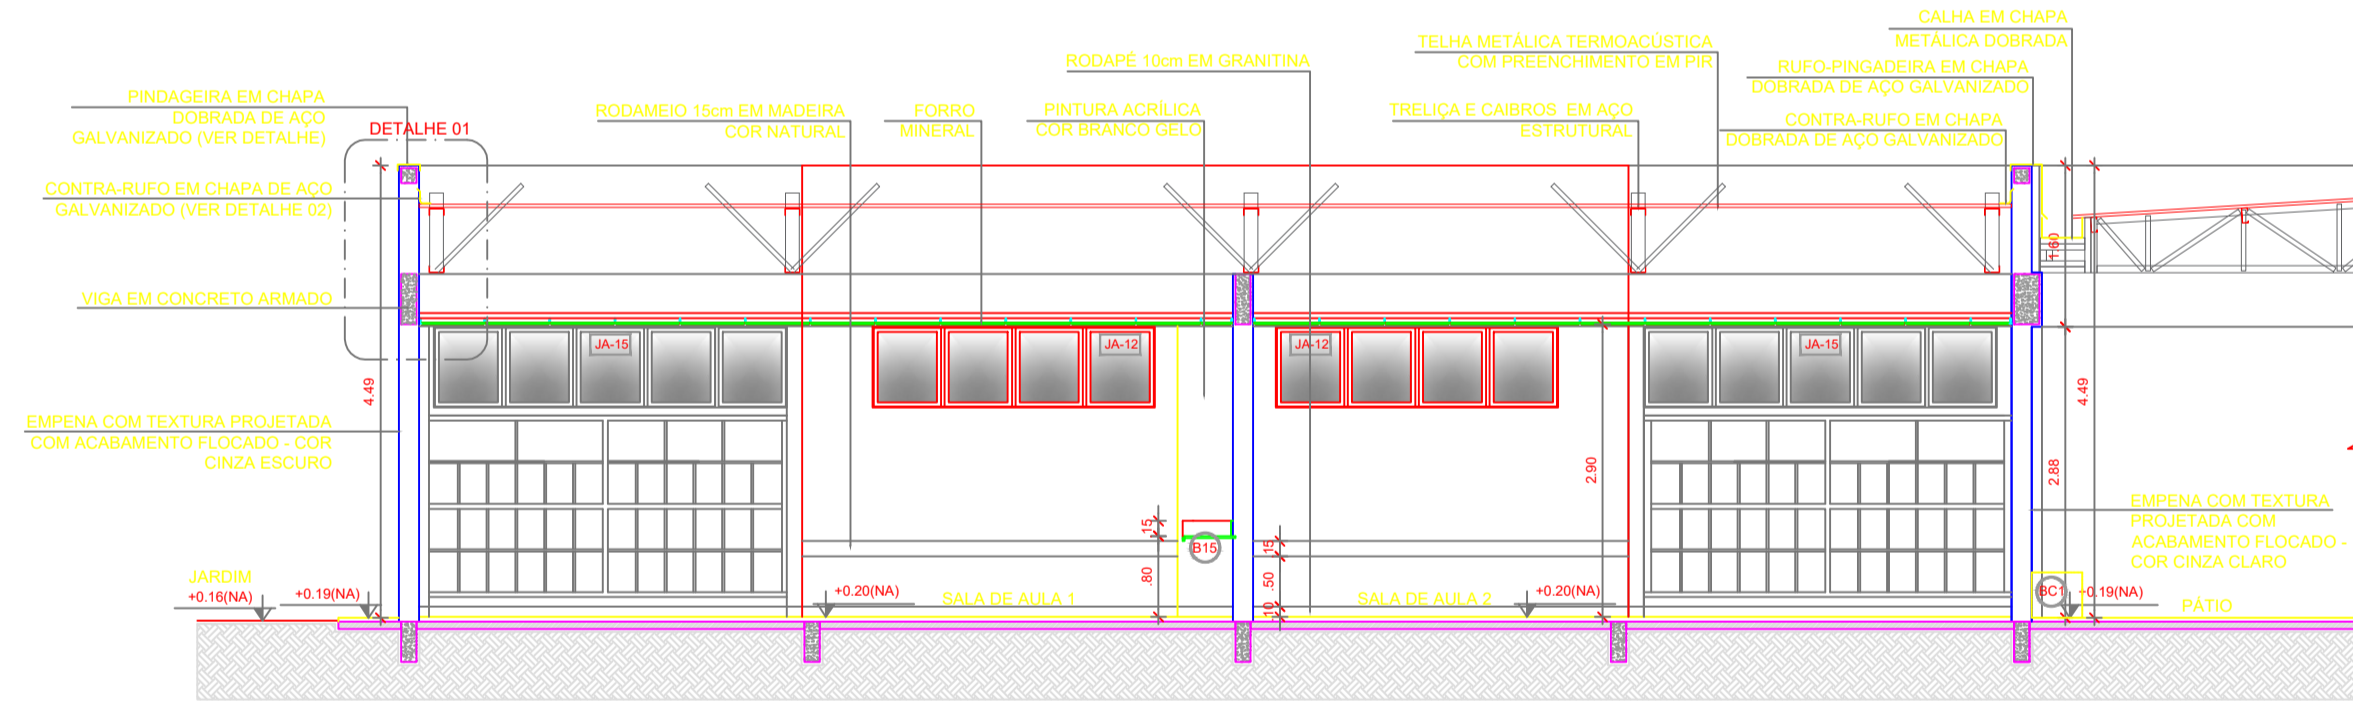 CALHA EM CHAPA
METÁLICA DOBRADA
TELHA METÁLICA TERMOACÚSTICA
COM PREENCHIMENTO EM PIR
RODAPÉ 10cm EM GRANITINA
RUFO-PINGADEIRA EM CHAPA
DOBRADA DE AÇO GALVANIZADO
PINDAGEIRA EM CHAPA
DOBRADA DE AÇO
GALVANIZADO (VER DETALHE)
RODAMEIO 15cm EM MADEIRA
COR NATURAL
FORRO
MINERAL
PINTURA ACRÍLICA
COR BRANCO GELO
TRELIÇA E CAIBROS EM AÇO
ESTRUTURAL
CONTRA-RUFO EM CHAPA
DOBRADA DE AÇO GALVANIZADO
DETALHE 01
CONTRA-RUFO EM CHAPA DE AÇO
GALVANIZADO (VER DETALHE 02)
VIGA EM CONCRETO ARMADO
1.60
JA-15
JA-12
JA-12
JA-15
4.49
4.49
EMPENA COM TEXTURA PROJETADA
COM ACABAMENTO FLOCADO - COR
CINZA ESCURO
2.90
2.88
EMPENA COM TEXTURA
PROJETADA COM
ACABAMENTO FLOCADO -
COR CINZA CLARO
15
15
B15
.80
.50
10
JARDIM
+0.16(NA)
+0.19(NA)
+0.20(NA)
SALA DE AULA 1
SALA DE AULA 2
+0.20(NA)
BC1
+0.19(NA)
PÁTIO